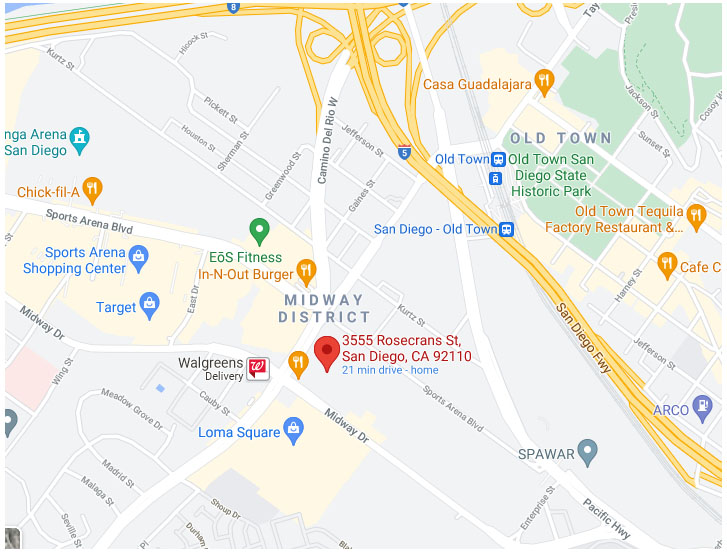 8
Hicock St
Kurtz St
Pickett St
Houston St
Sherman St
Camino Del Rio W
Jefferson St
5
Casa Guadalajara
Jackson St
Sunset St
Cosoy W
OLD TOWN
Old Town
Old Town San
Diego State
Historic Park
nga Arena
San Diego
Chick-fil-A
Greenwood St
Gaines St
San Diego - Old Town
Old Town Tequila
Factory Restaurant &...
Sports Arena Blvd
EōS Fitness
In-N-Out Burger
Sports Arena
Shopping Center
Cafe C
Harney St
Target
East Dr
MIDWAY
DISTRICT
Kurtz St
San Diego Fwy
Midway Dr
3555 Rosecrans St,
San Diego, CA 92110
21 min drive - home
Jefferson St
Walgreens
Delivery
Wing St
Cauby St
Meadow Grove Dr
Sports Arena Blvd
ARCO
Loma Square
Midway Dr
SPAWAR
Madrid St
Malaga St
Seville St
Shoup Dr
Enterprise St
Pacific Hwy